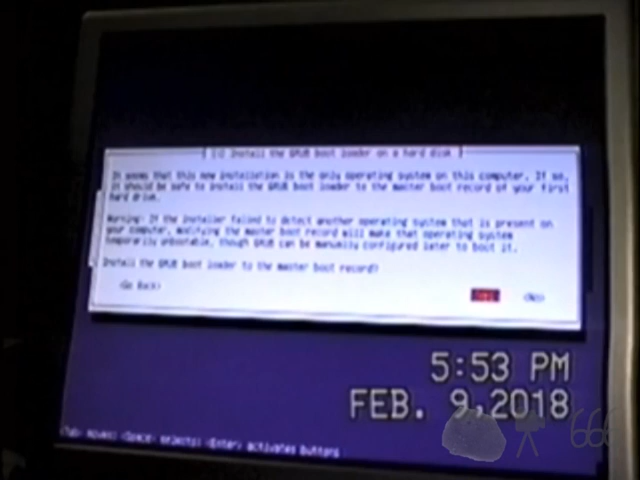 [!] Install the GRUB boot loader on a hard disk
It seems that this new installation is the only operating system on this computer. If so,
it should be safe to install the GRUB boot loader to the master boot record of your first
hard drive.
Warning: If the installer failed to detect another operating system that is present on
your computer, modifying the master boot record will make that operating system
temporarily unbootable, though GRUB can be manually configured later to boot it.
Install the GRUB boot loader to the master boot record?
<Go Back>
<Yes>
<No>
5:53 PM
FEB. 9,2018
666
<Tab> moves; <Space> selects; <Enter> activates buttons